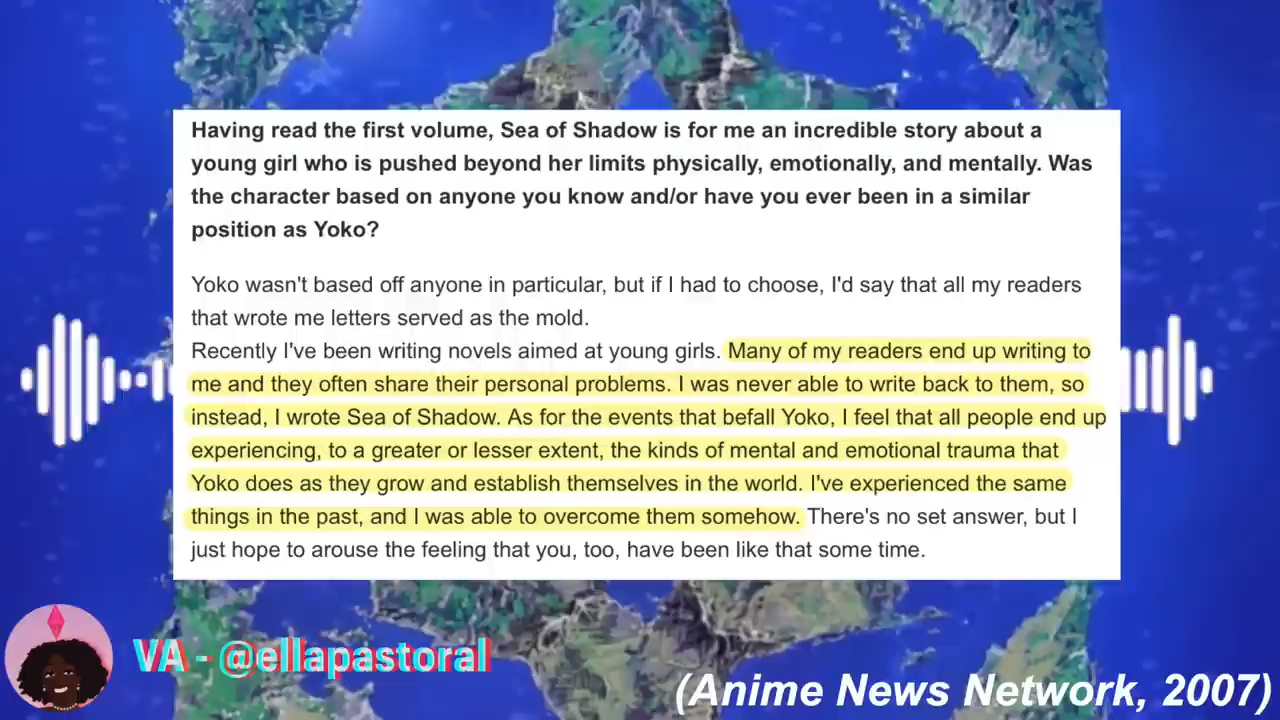 Having read the first volume, Sea of Shadow is for me an incredible story about a
young girl who is pushed beyond her limits physically, emotionally, and mentally. Was
the character based on anyone you know and/or have you ever been in a similar
position as Yoko?
Yoko wasn't based off anyone in particular, but if I had to choose, I'd say that all my readers
that wrote me letters served as the mold.
Recently I've been writing novels aimed at young girls. Many of my readers end up writing to
me and they often share their personal problems. I was never able to write back to them, so
instead, I wrote Sea of Shadow. As for the events that befall Yoko, I feel that all people end up
experiencing, to a greater or lesser extent, the kinds of mental and emotional trauma that
Yoko does as they grow and establish themselves in the world. I've experienced the same
things in the past, and I was able to overcome them somehow. There's no set answer, but I
just hope to arouse the feeling that you, too, have been like that some time.
VA - @ellapastoral
(Anime News Network, 2007)